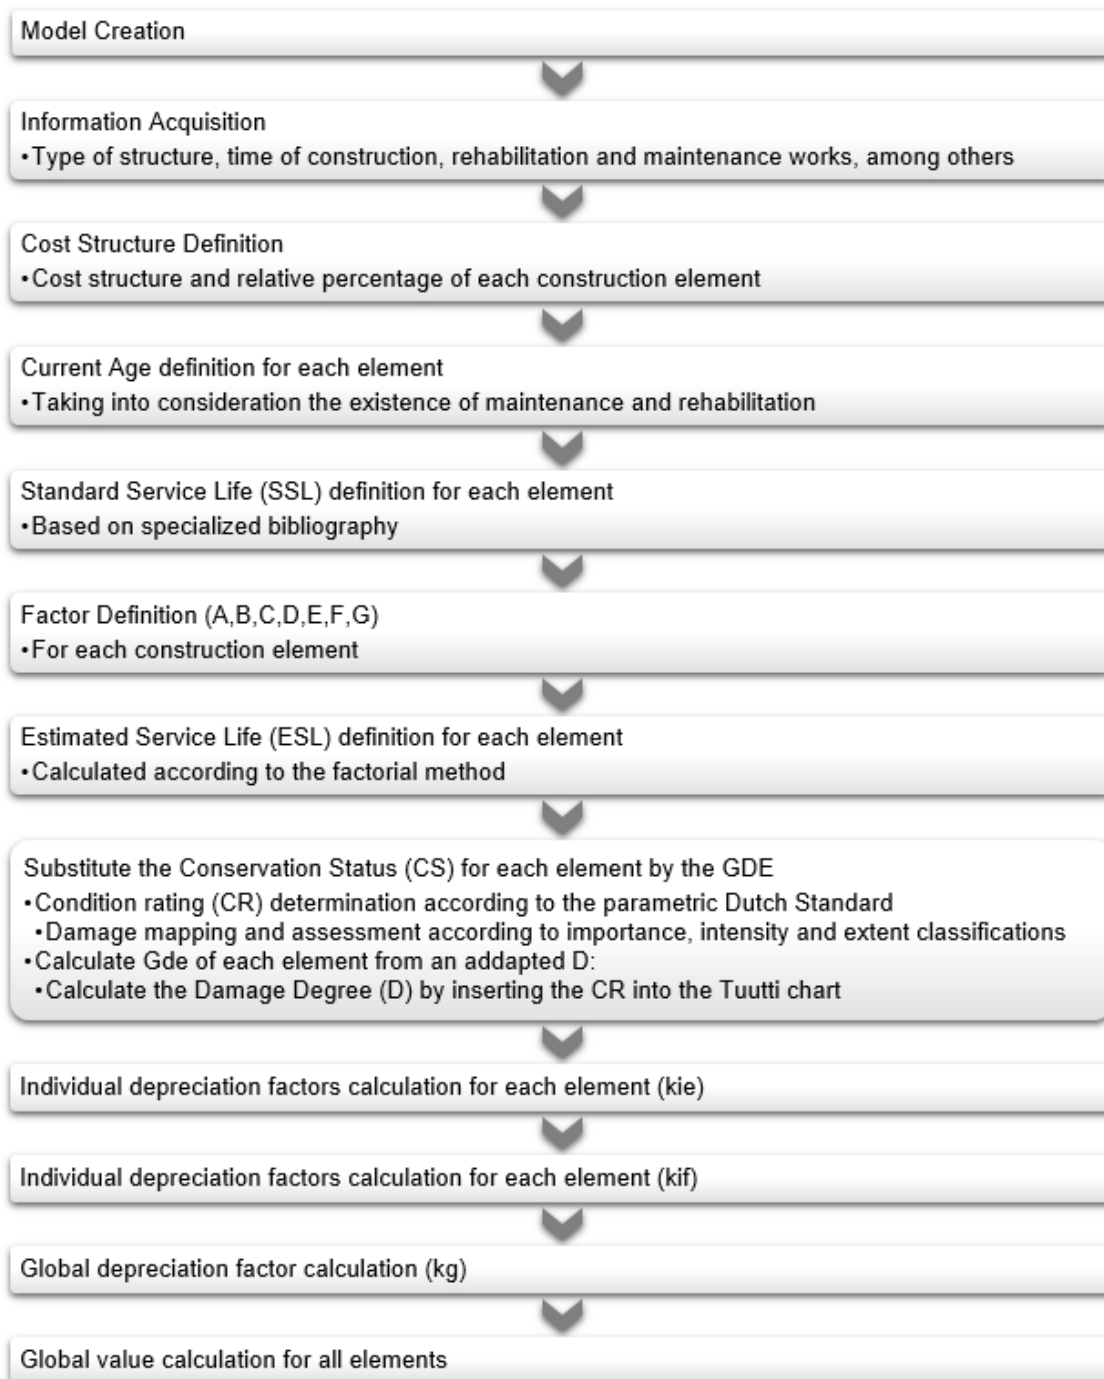 Model Creation
Information Acquisition
•Type of structure, time of construction, rehabilitation and maintenance works, among others
Cost Structure Definition
•Cost structure and relative percentage of each construction element
Current Age definition for each element
•Taking into consideration the existence of maintenance and rehabilitation
Standard Service Life (SSL) definition for each element
•Based on specialized bibliography
Factor Definition (A,B,C,D,E,F,G)
•For each construction element
Estimated Service Life (ESL) definition for each element
•Calculated according to the factorial method
Substitute the Conservation Status (CS) for each element by the GDE
•Condition rating (CR) determination according to the parametric Dutch Standard
•Damage mapping and assessment according to importance, intensity and extent classifications
•Calculate Gde of each element from an addapted D:
•Calculate the Damage Degree (D) by inserting the CR into the Tuutti chart
Individual depreciation factors calculation for each element (kie)
Individual depreciation factors calculation for each element (kif)
Global depreciation factor calculation (kg)
Global value calculation for all elements